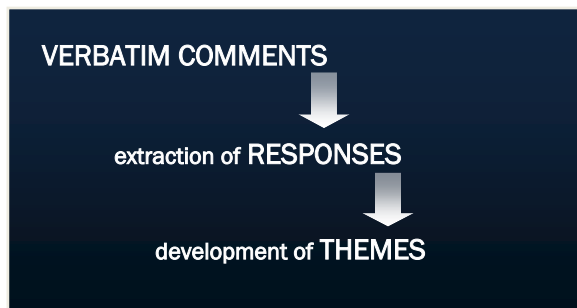 VERBATIM COMMENTS
extraction of RESPONSES
development of THEMES